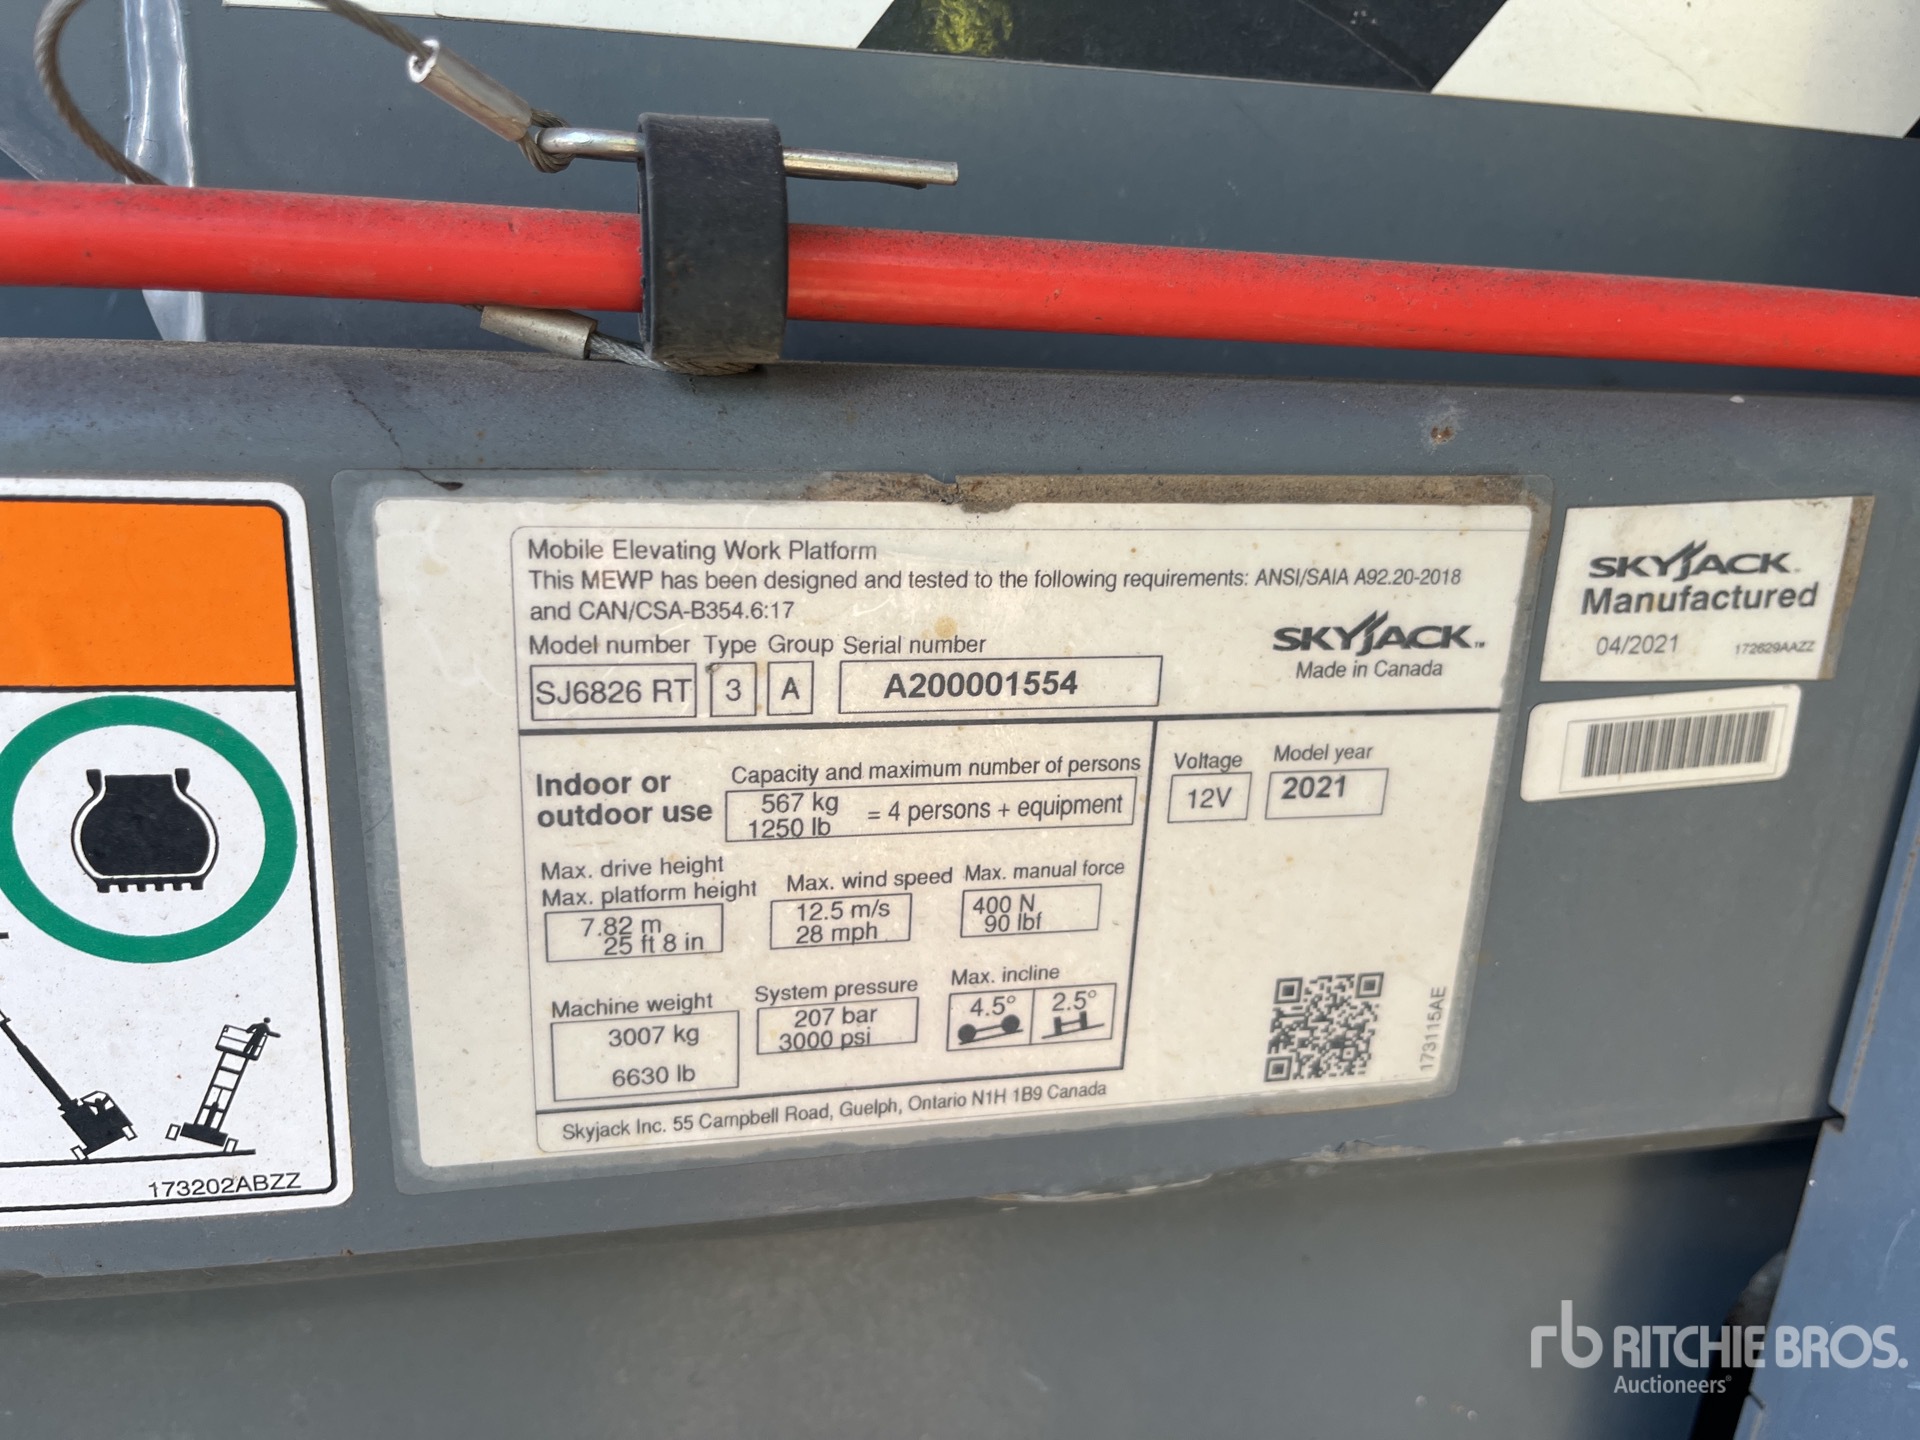 Mobile Elevating Work Platform
This MEWP has been designed and tested to the following requirements: ANSI/SAIA A92.20-2018
and CAN/CSA-B354.6:17
Model number Type Group Serial number
SJ6826 RT 3 A A200001554
SKYJACK™
Made in Canada
Indoor or
outdoor use
Capacity and maximum number of persons
567 kg
1250 lb
= 4 persons + equipment
Voltage
12V
Model year
2021
Max. drive height
Max. platform height
7.82 m
25 ft 8 in
Max. wind speed
12.5 m/s
28 mph
Max. manual force
400 N
90 lbf
Machine weight
3007 kg
6630 lb
System pressure
207 bar
3000 psi
Max. incline
4.5° 2.5°
Skyjack Inc. 55 Campbell Road, Guelph, Ontario N1H 1B9 Canada
173115AE
SKYJACK
Manufactured
04/2021 172629AAZZ
173202ABZZ
rb RITCHIE BROS.
Auctioneers®